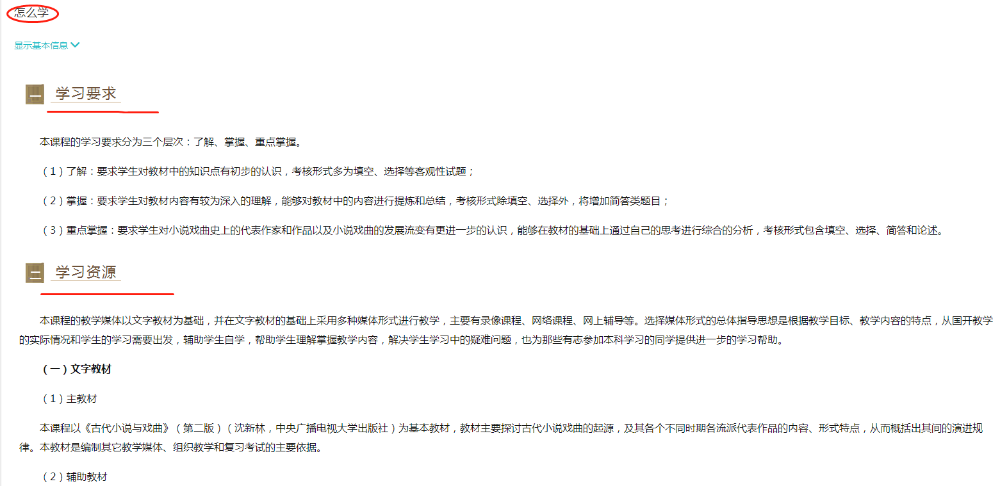 怎么学
显示基本信息
一 学习要求
本课程的学习要求分为三个层次：了解、掌握、重点掌握。
（1）了解：要求学生对教材中的知识点有初步的认识，考核形式多为填空、选择等客观性试题；
（2）掌握：要求学生对教材内容有较为深入的理解，能够对教材中的内容进行提炼和总结，考核形式除填空、选择外，将增加简答类题目；
（3）重点掌握：要求学生对小说戏曲史上的代表作家和作品以及小说戏曲的发展流变有更进一步的认识，能够在教材的基础上通过自己的思考进行综合的分析，考核形式包含填空、选择、简答和论述。
二 学习资源
本课程的教学媒体以文字教材为基础，并在文字教材的基础上采用多种媒体形式进行教学，主要有录像课程、网络课程、网上辅导等。选择媒体形式的总体指导思想是根据教学目标、教学内容的特点，从国开教学
的实际情况和学生的学习需要出发，辅助学生自学，帮助学生理解掌握教学内容，解决学生学习中的疑难问题，也为那些有志参加本科学习的同学提供进一步的学习帮助。
（一）文字教材
（1）主教材
本课程以《古代小说与戏曲》（第二版）（沈新林，中央广播电视大学出版社）为基本教材，教材主要探讨古代小说戏曲的起源，及其各个不同时期各流派代表作品的内容、形式特点，从而概括出其间的演进规
律。本教材是编制其它教学媒体、组织教学和复习考试的主要依据。
（2）辅助教材